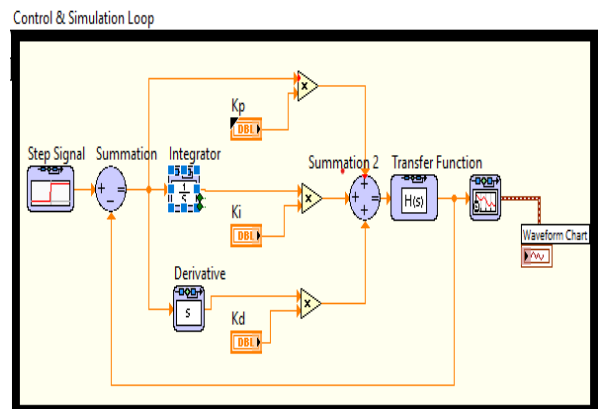 Control & Simulation Loop
Kp
DBL
Step Signal
Summation
Integrator
1
S
Summation 2
Transfer Function
H(s)
Ki
DBL
Waveform Chart
Derivative
s
Kd
DBL